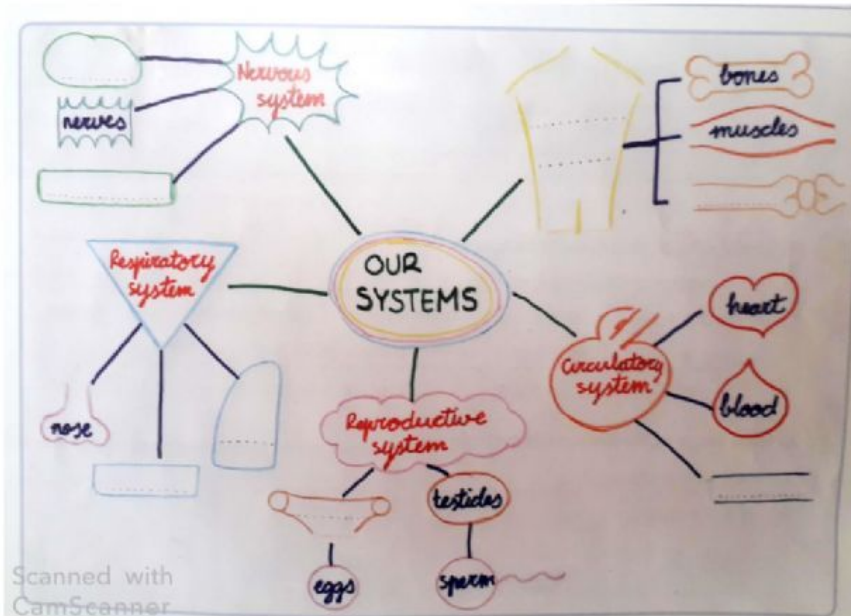 Nervous
system
nerves
bones
muscles
Respiratory
system
nose
OUR
SYSTEMS
Circulatory
system
heart
blood
Reproductive
system
testicles
eggs
sperm
Scanned with
CamScanner